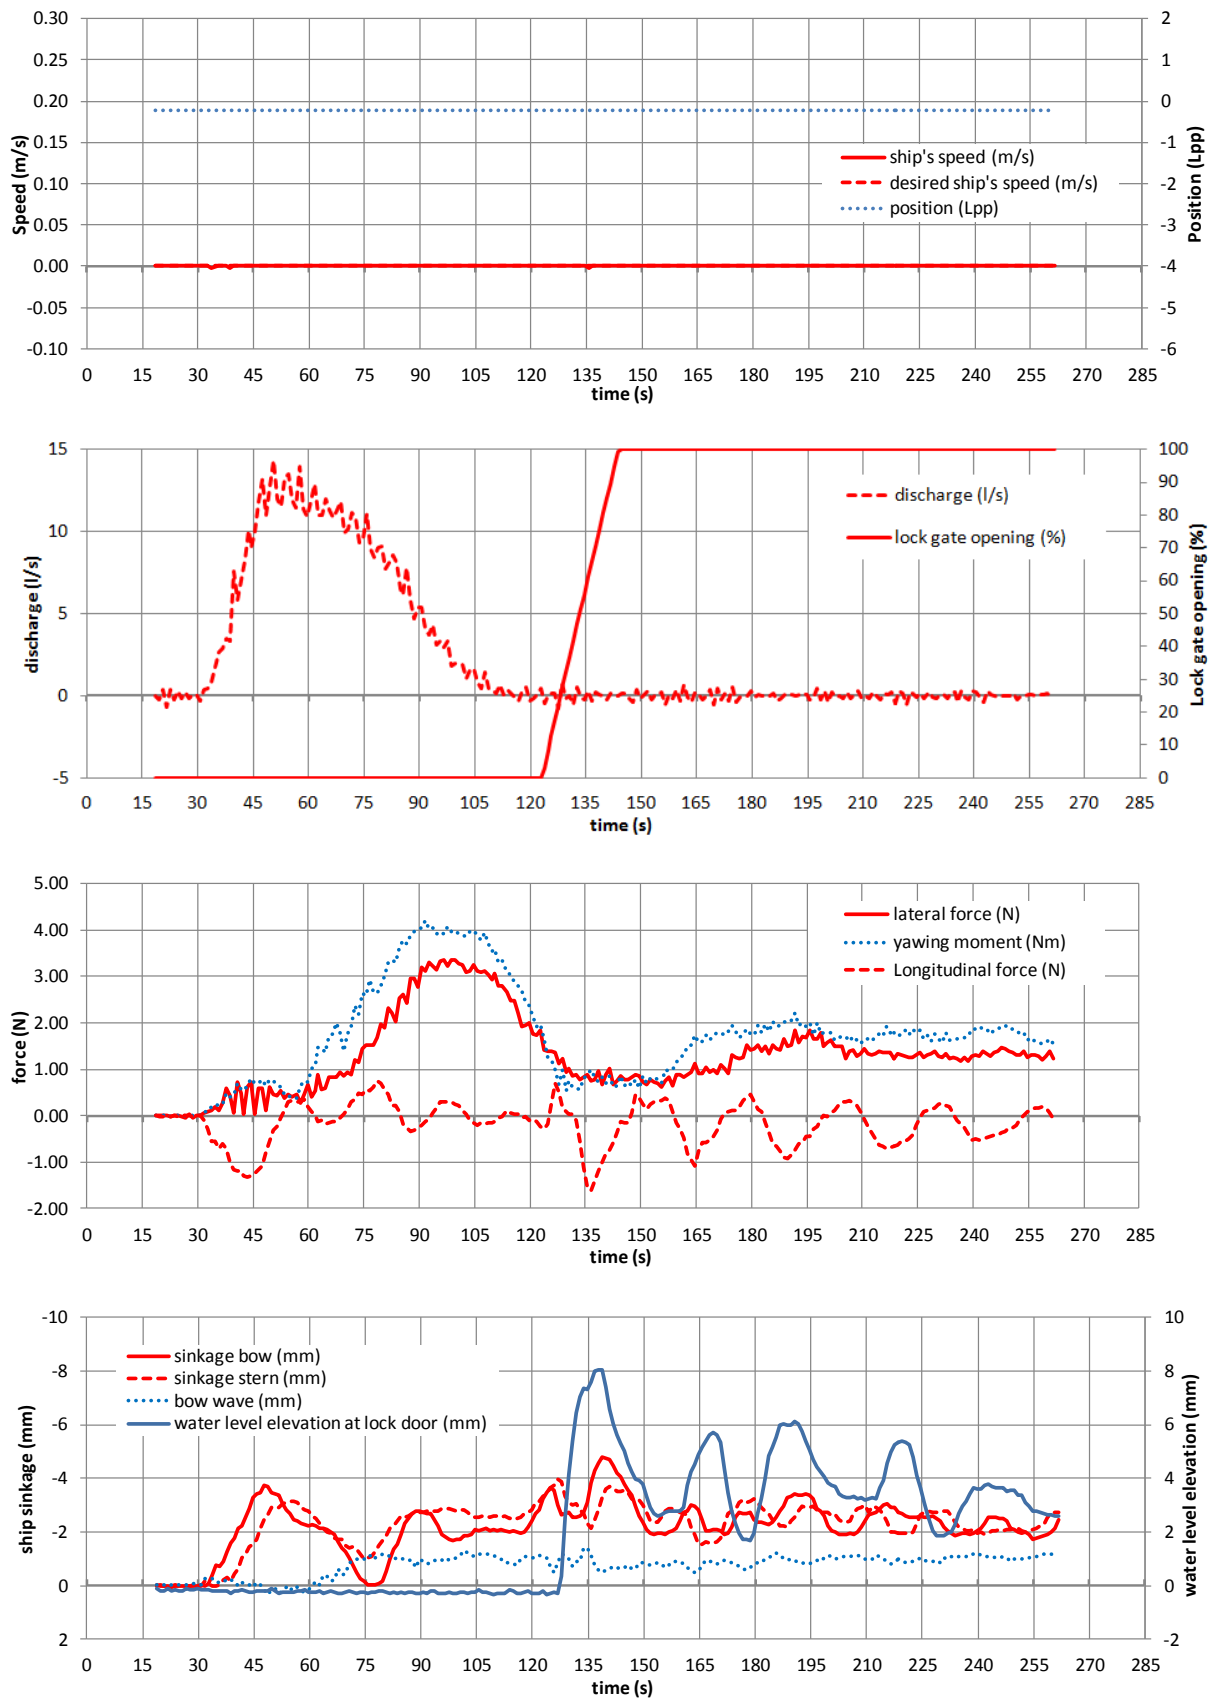 0.30
0.25
0.20
0.15
0.10
0.05
0.00
-0.05
-0.10
Speed (m/s)
2
1
0
-1
-2
-3
-4
-5
-6
Position (Lpp)
ship's speed (m/s)
desired ship's speed (m/s)
position (Lpp)
0 15 30 45 60 75 90 105 120 135 150 165 180 195 210 225 240 255 270 285
time (s)
15
10
5
0
-5
discharge (l/s)
100
90
80
70
60
50
40
30
20
10
0
Lock gate opening (%)
discharge (l/s)
lock gate opening (%)
0 15 30 45 60 75 90 105 120 135 150 165 180 195 210 225 240 255 270 285
time (s)
5.00
4.00
3.00
2.00
1.00
0.00
-1.00
-2.00
force (N)
lateral force (N)
yawing moment (Nm)
Longitudinal force (N)
0 15 30 45 60 75 90 105 120 135 150 165 180 195 210 225 240 255 270 285
time (s)
-10
-8
-6
-4
-2
0
2
ship sinkage (mm)
10
8
6
4
2
0
-2
water level elevation (mm)
sinkage bow (mm)
sinkage stern (mm)
bow wave (mm)
water level elevation at lock door (mm)
0 15 30 45 60 75 90 105 120 135 150 165 180 195 210 225 240 255 270 285
time (s)